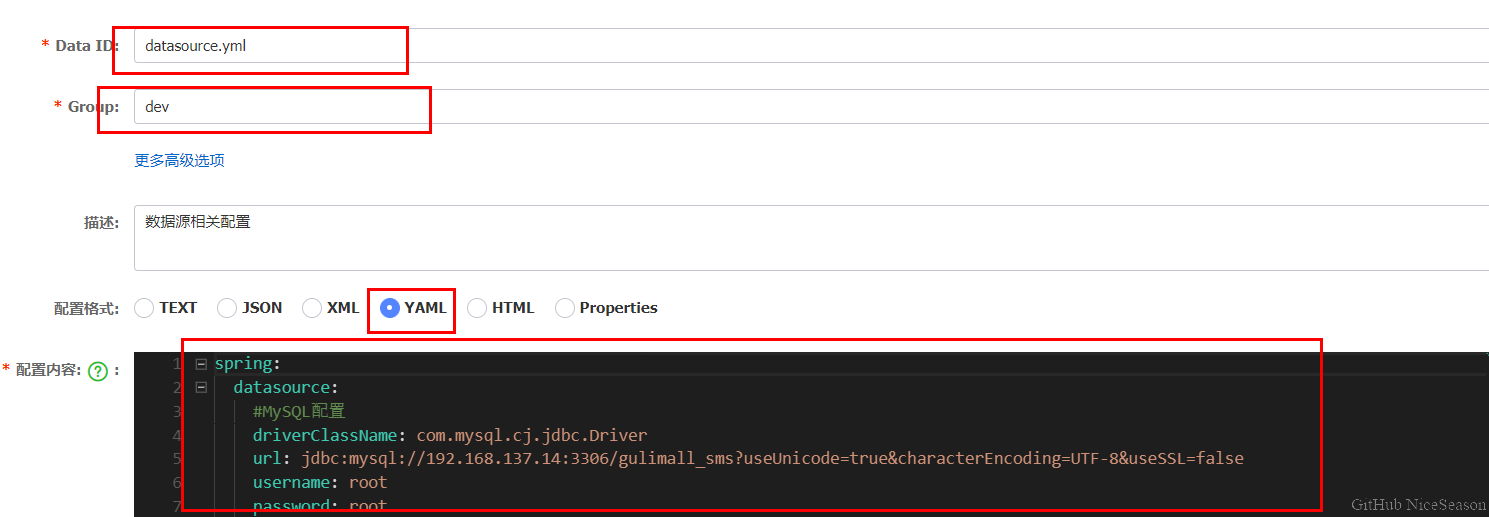 * Data ID: datasource.yml
* Group: dev
更多高级选项
描述: 数据源相关配置
配置格式: TEXT JSON XML YAML HTML Properties
* 配置内容: ? :
1 spring:
2 datasource:
3 #MySQL配置
4 driverClassName: com.mysql.cj.jdbc.Driver
5 url: jdbc:mysql://192.168.137.14:3306/gulimall_sms?useUnicode=true&characterEncoding=UTF-8&useSSL=false
6 username: root
7 password: root
GitHub NiceSeason